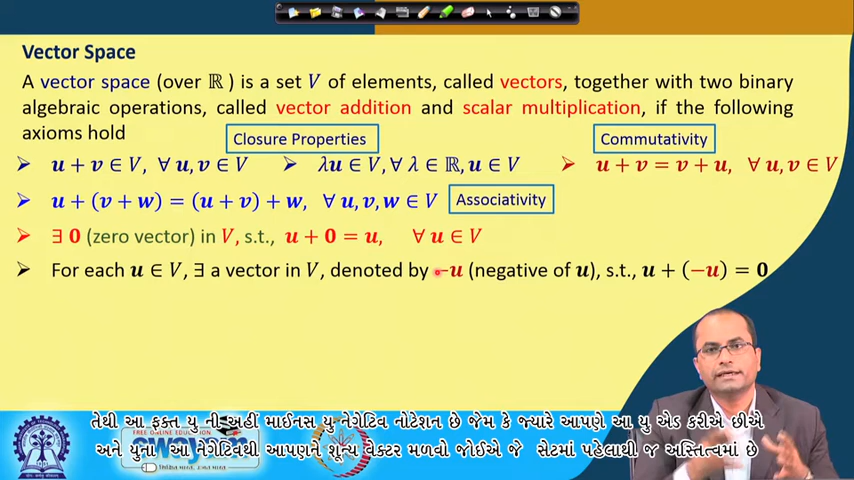 Vector Space
A vector space (over ℝ ) is a set V of elements, called vectors, together with two binary
algebraic operations, called vector addition and scalar multiplication, if the following
axioms hold
Closure Properties
Commutativity
➢ u + v ∈ V, ∀ u, v ∈ V ➢ λu ∈ V, ∀ λ ∈ ℝ, u ∈ V ➢ u + v = v + u, ∀ u, v ∈ V
➢ u + (v + w) = (u + v) + w, ∀ u, v, w ∈ V Associativity
➢ ∃ 0 (zero vector) in V, s.t., u + 0 = u, ∀ u ∈ V
➢ For each u ∈ V, ∃ a vector in V, denoted by −u (negative of u), s.t., u + (−u) = 0
તેથી આ ફક્ત યુ ની અહીં માઈનસ યુ નેગેટિવ નોટેશન છે જેમ કે જ્યારે આપણે આ યુ એડ કરીએ છીએ
અને યુના આ નેગેટિવથી આપણને શૂન્ય વેક્ટર મળવો જોઈએ જે સેટમાં પહેલાથી જ અસ્તિત્વમાં છે
FREE ONLINE EDUCATION
swayam